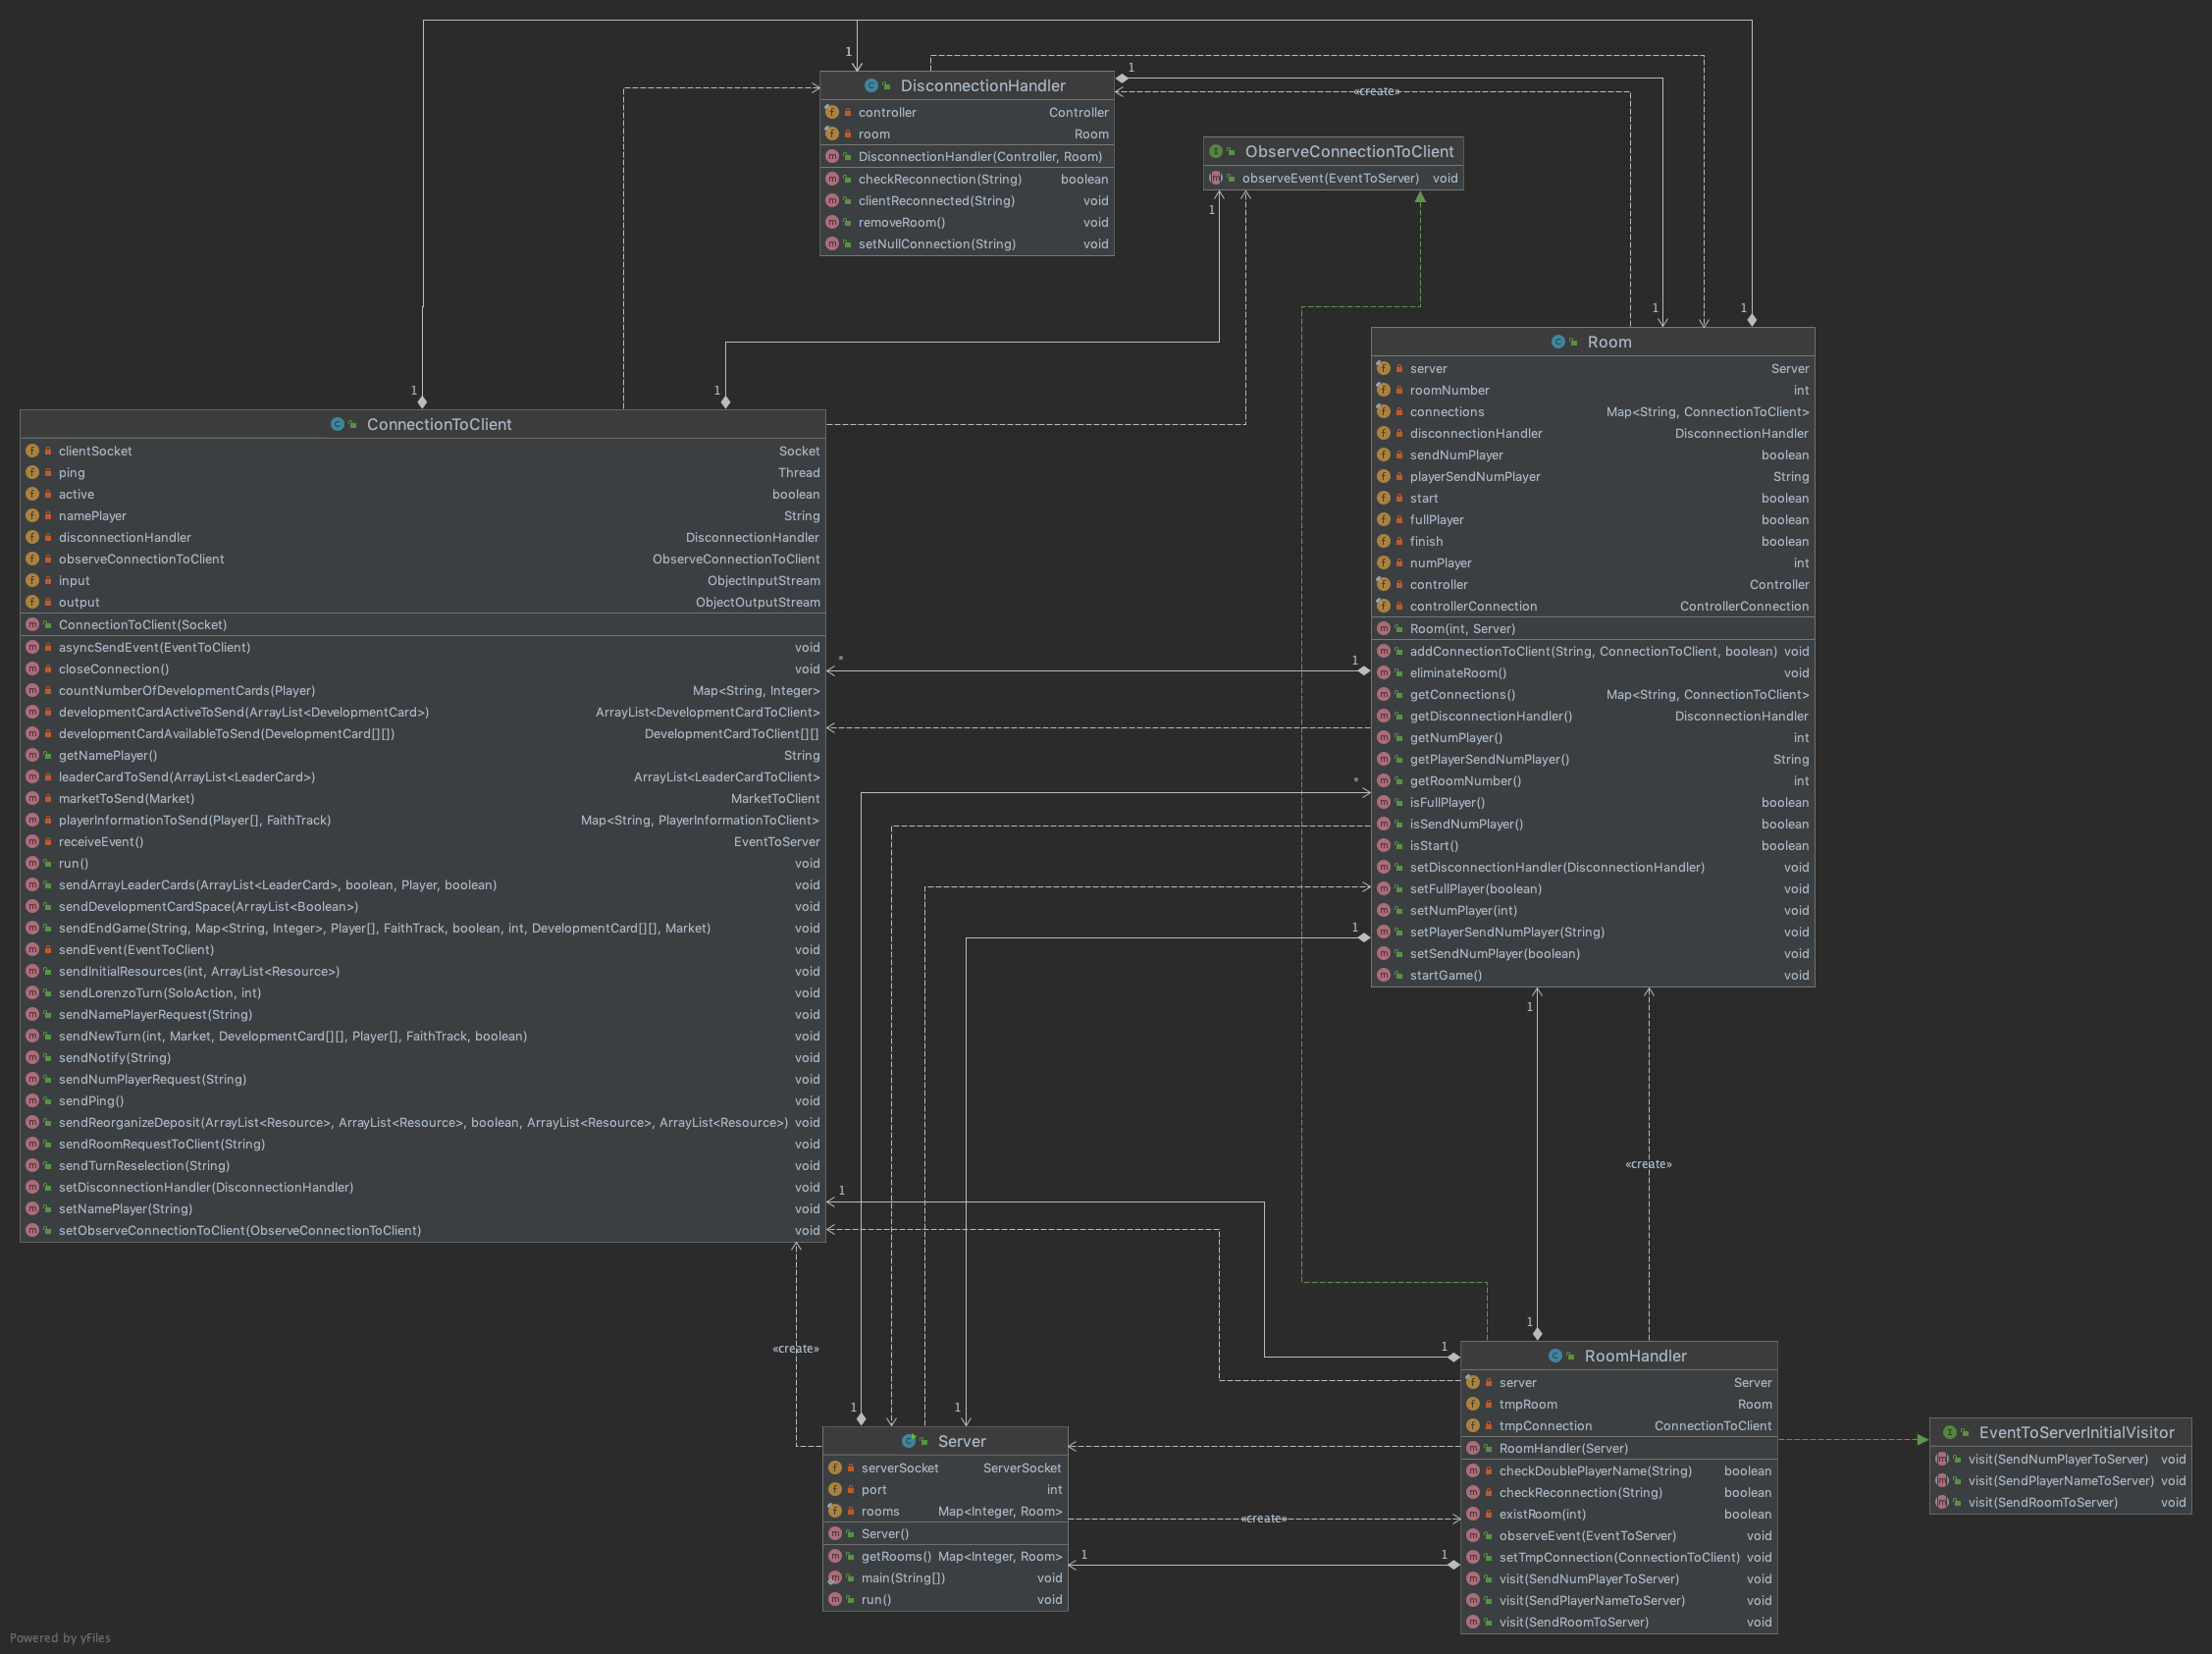 1
DisconnectionHandler
1
controller Controller
room Room
DisconnectionHandler(Controller, Room)
checkReconnection(String) boolean
clientReconnected(String) void
removeRoom() void
setNullConnection(String) void
«create»
ObserveConnectionToClient
observeEvent(EventToServer) void
1
1
1
1
1
ConnectionToClient
clientSocket Socket
ping Thread
active boolean
namePlayer String
disconnectionHandler DisconnectionHandler
observeConnectionToClient ObserveConnectionToClient
input ObjectInputStream
output ObjectOutputStream
ConnectionToClient(Socket)
asyncSendEvent(EventToClient) void
closeConnection() void
countNumberOfDevelopmentCards(Player) Map<String, Integer>
developmentCardActiveToSend(ArrayList<DevelopmentCard>) ArrayList<DevelopmentCardToClient>
developmentCardAvailableToSend(DevelopmentCard[][]) DevelopmentCardToClient[][]
getNamePlayer() String
leaderCardToSend(ArrayList<LeaderCard>) ArrayList<LeaderCardToClient>
marketToSend(Market) MarketToClient
playerInformationToSend(Player[], FaithTrack) Map<String, PlayerInformationToClient>
receiveEvent() EventToServer
run() void
sendArrayLeaderCards(ArrayList<LeaderCard>, boolean, Player, boolean) void
sendDevelopmentCardSpace(ArrayList<Boolean>) void
sendEndGame(String, Map<String, Integer>, Player[], FaithTrack, boolean, int, DevelopmentCard[][], Market) void
sendEvent(EventToClient) void
sendInitialResources(int, ArrayList<Resource>) void
sendLorenzoTurn(SoloAction, int) void
sendNamePlayerRequest(String) void
sendNewTurn(int, Market, DevelopmentCard[][], Player[], FaithTrack, boolean) void
sendNotify(String) void
sendNumPlayerRequest(String) void
sendPing() void
sendReorganizeDeposit(ArrayList<Resource>, ArrayList<Resource>, boolean, ArrayList<Resource>, ArrayList<Resource>) void
sendRoomRequestToClient(String) void
sendTurnReselection(String) void
setDisconnectionHandler(DisconnectionHandler) void
setNamePlayer(String) void
setObserveConnectionToClient(ObserveConnectionToClient) void
Room
server Server
roomNumber int
connections Map<String, ConnectionToClient>
disconnectionHandler DisconnectionHandler
sendNumPlayer boolean
playerSendNumPlayer String
start boolean
fullPlayer boolean
finish boolean
numPlayer int
controller Controller
controllerConnection ControllerConnection
Room(int, Server)
addConnectionToClient(String, ConnectionToClient, boolean) void
eliminateRoom() void
getConnections() Map<String, ConnectionToClient>
getDisconnectionHandler() DisconnectionHandler
getNumPlayer() int
getPlayerSendNumPlayer() String
getRoomNumber() int
isFullPlayer() boolean
isSendNumPlayer() boolean
isStart() boolean
setDisconnectionHandler(DisconnectionHandler) void
setFullPlayer(boolean) void
setNumPlayer(int) void
setPlayerSendNumPlayer(String) void
setSendNumPlayer(boolean) void
startGame() void
* 1
*
1
1
«create»
1
1
«create»
1
1
1
Server
serverSocket ServerSocket
port int
rooms Map<Integer, Room>
Server()
getRooms() Map<Integer, Room>
main(String[]) void
run() void
«create»
1 1
RoomHandler
server Server
tmpRoom Room
tmpConnection ConnectionToClient
RoomHandler(Server)
checkDoublePlayerName(String) boolean
checkReconnection(String) boolean
existRoom(int) boolean
observeEvent(EventToServer) void
setTmpConnection(ConnectionToClient) void
visit(SendNumPlayerToServer) void
visit(SendPlayerNameToServer) void
visit(SendRoomToServer) void
EventToServerInitialVisitor
visit(SendNumPlayerToServer) void
visit(SendPlayerNameToServer) void
visit(SendRoomToServer) void
Powered by yFiles